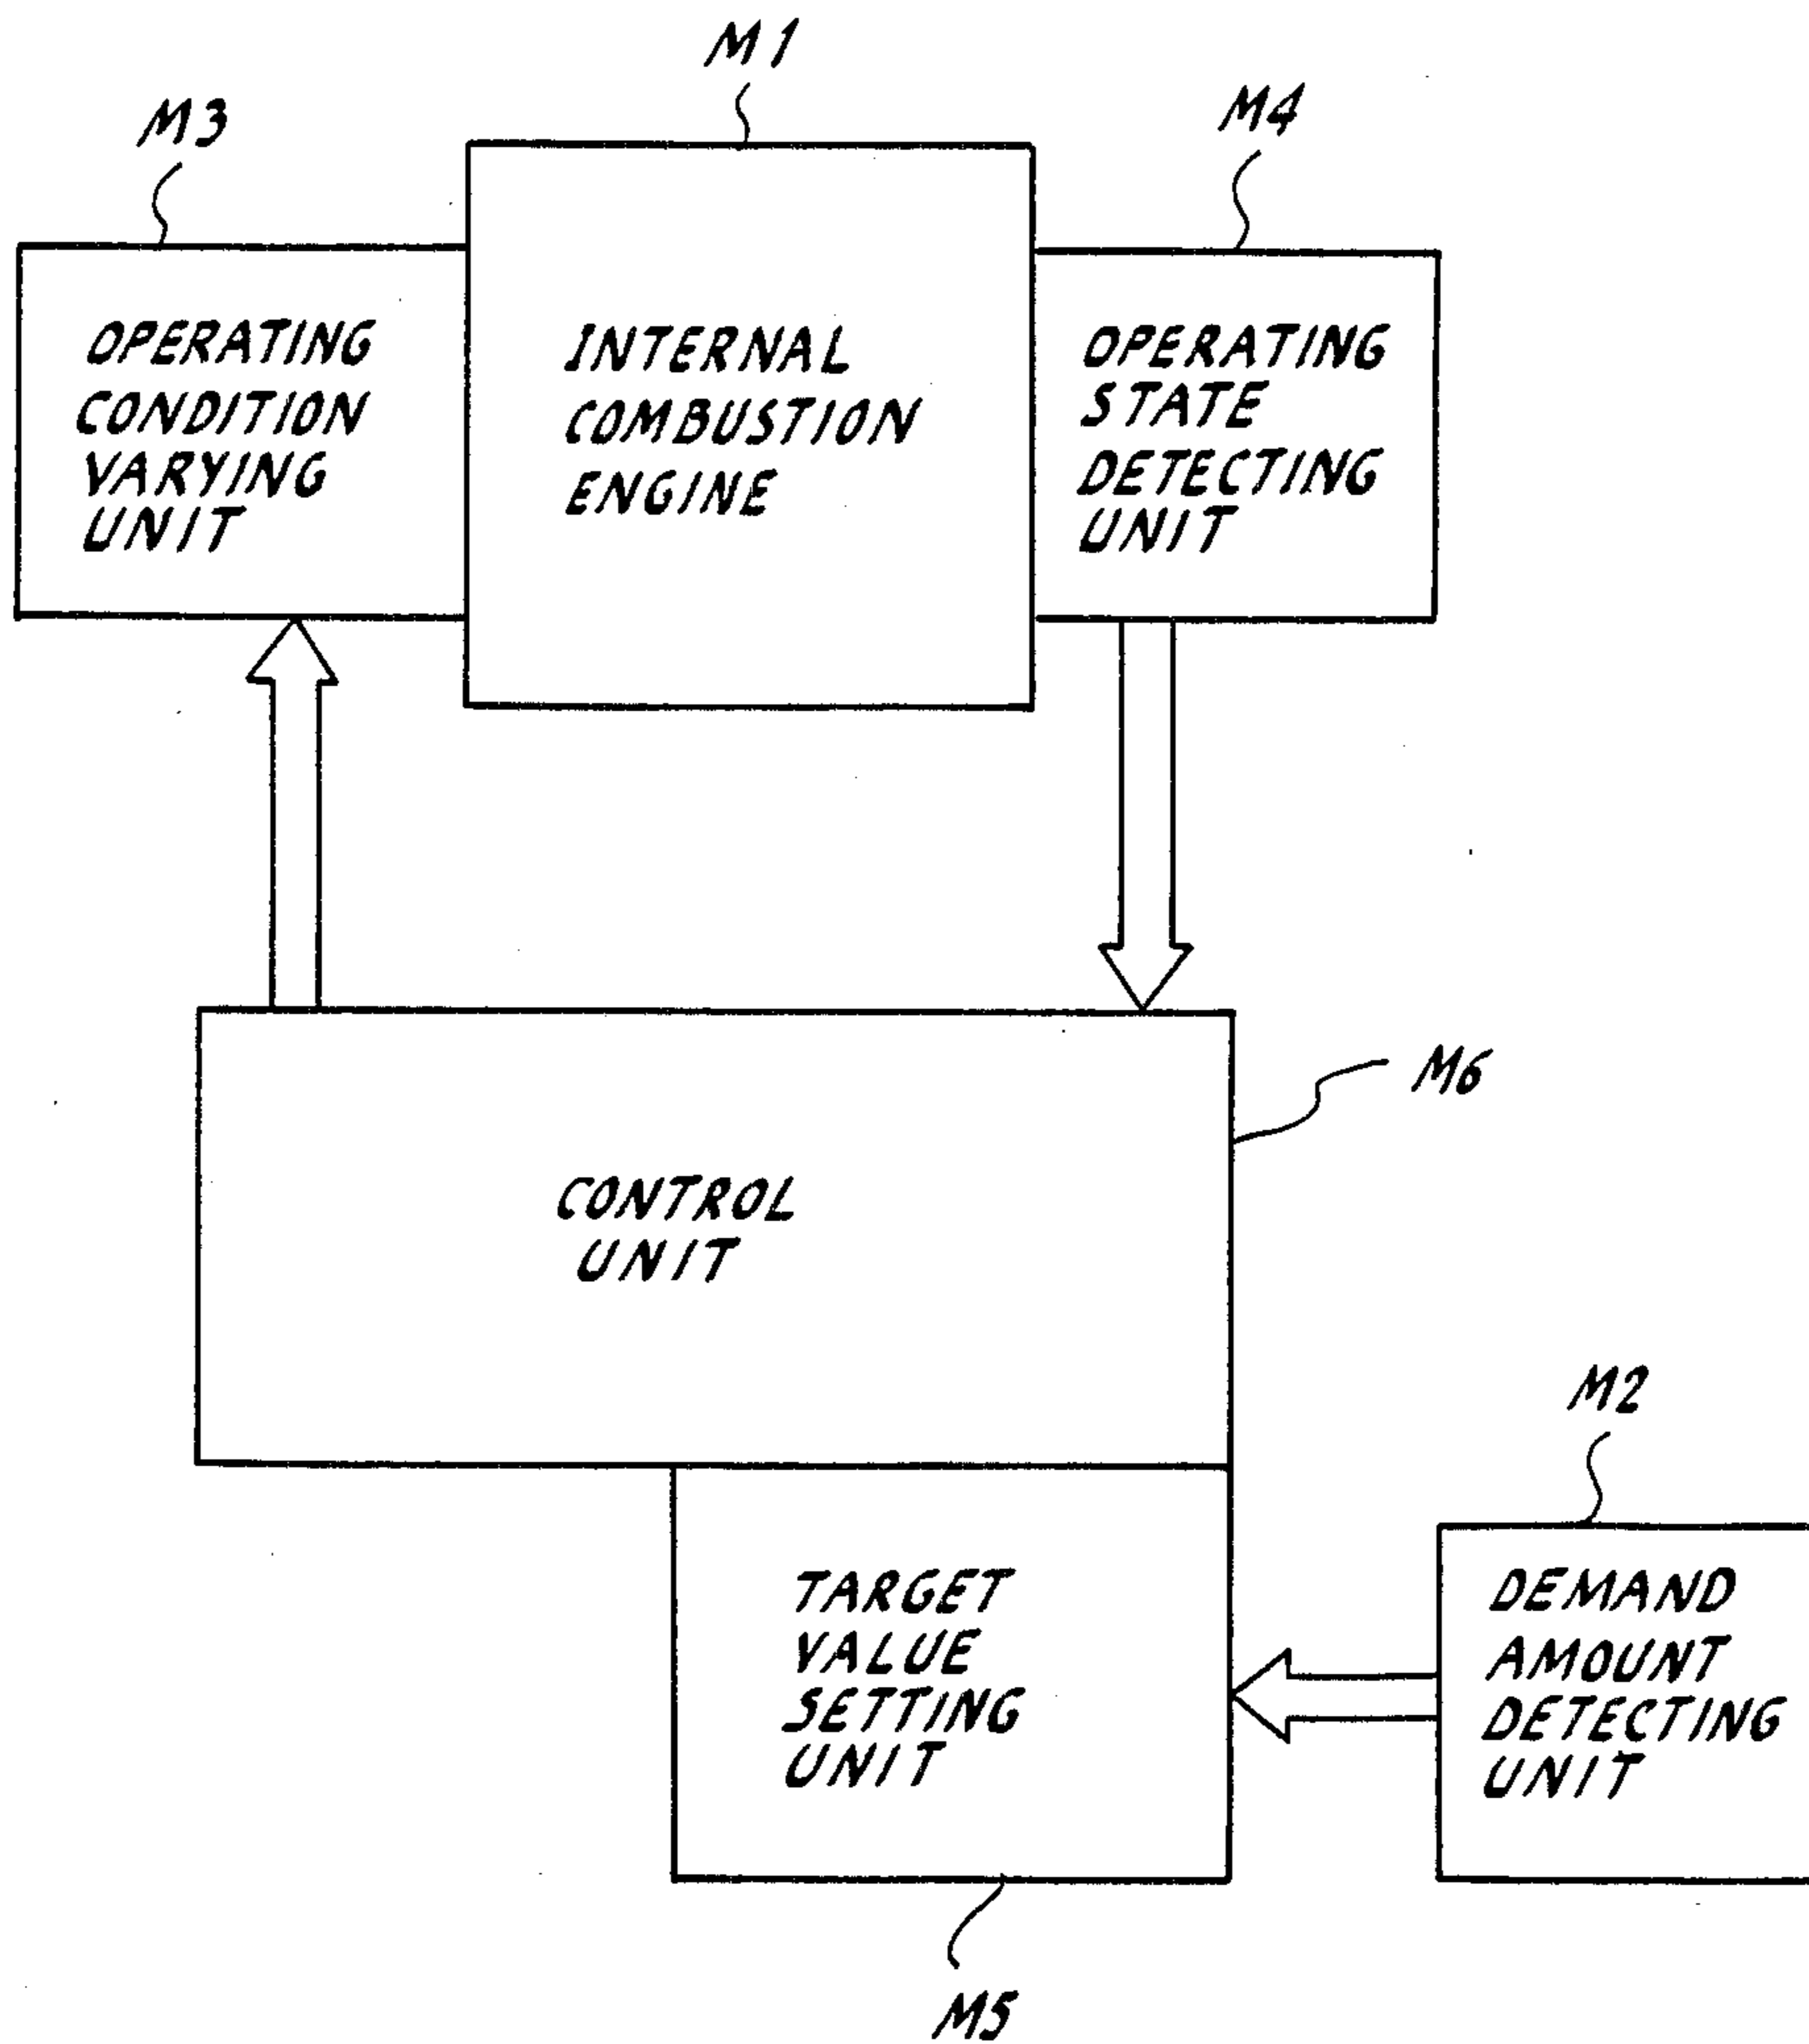 M1
M3
M4
OPERATING
CONDITION
VARYING
UNIT
INTERNAL
COMBUSTION
ENGINE
OPERATING
STATE
DETECTING
UNIT
M6
CONTROL
UNIT
M2
TARGET
VALUE
SETTING
UNIT
DEMAND
AMOUNT
DETECTING
UNIT
M5